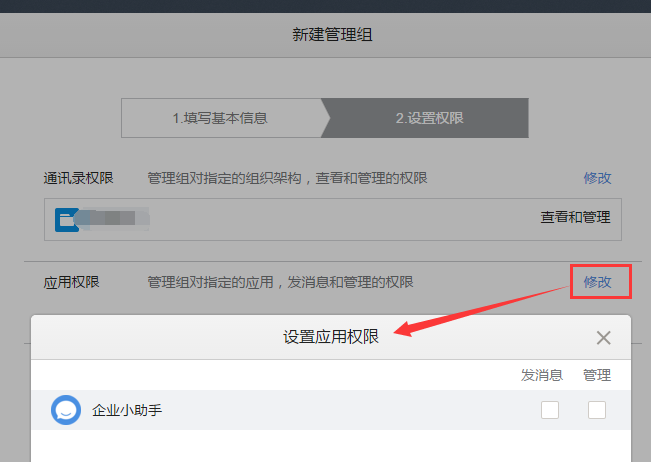 新建管理组
1.填写基本信息
2.设置权限
通讯录权限 管理组对指定的组织架构，查看和管理的权限 修改
查看和管理
应用权限 管理组对指定的应用，发消息和管理的权限 修改
设置应用权限
发消息 管理
企业小助手